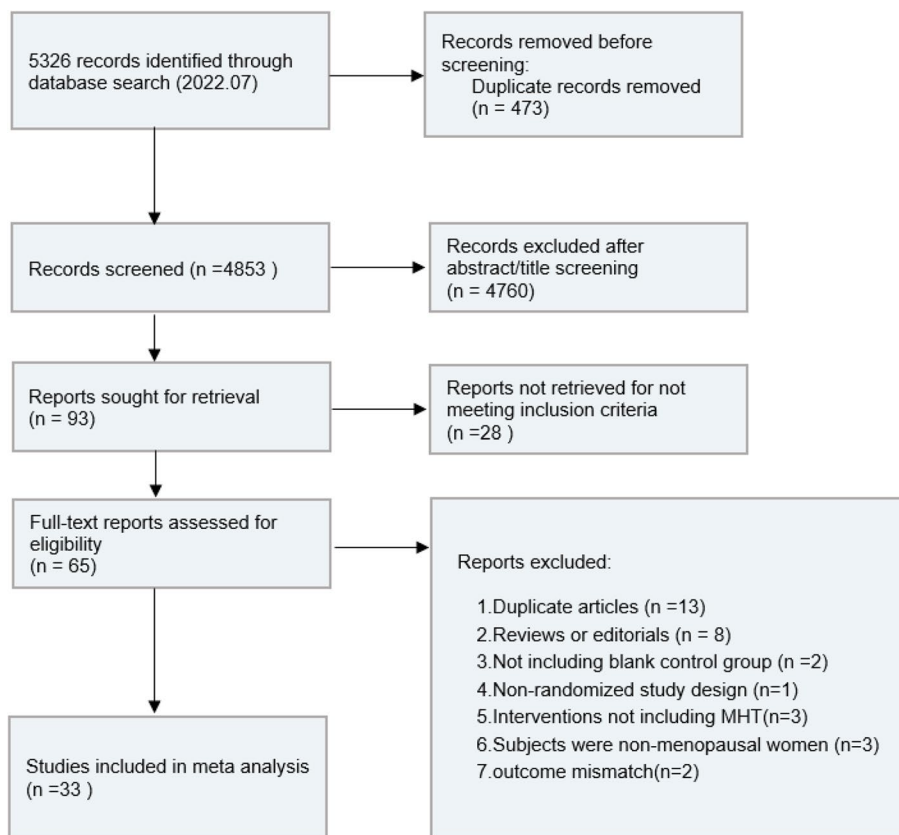 5326 records identified through
database search (2022.07)
Records removed before
screening:
Duplicate records removed
(n = 473)
Records screened (n =4853 )
Records excluded after
abstract/title screening
(n = 4760)
Reports sought for retrieval
(n = 93)
Reports not retrieved for not
meeting inclusion criteria
(n =28 )
Full-text reports assessed for
eligibility
(n = 65)
Reports excluded:
1.Duplicate articles (n =13)
2.Reviews or editorials (n = 8)
3.Not including blank control group (n =2)
4.Non-randomized study design (n=1)
5.Interventions not including MHT(n=3)
6.Subjects were non-menopausal women (n=3)
7.outcome mismatch(n=2)
Studies included in meta analysis
(n =33 )